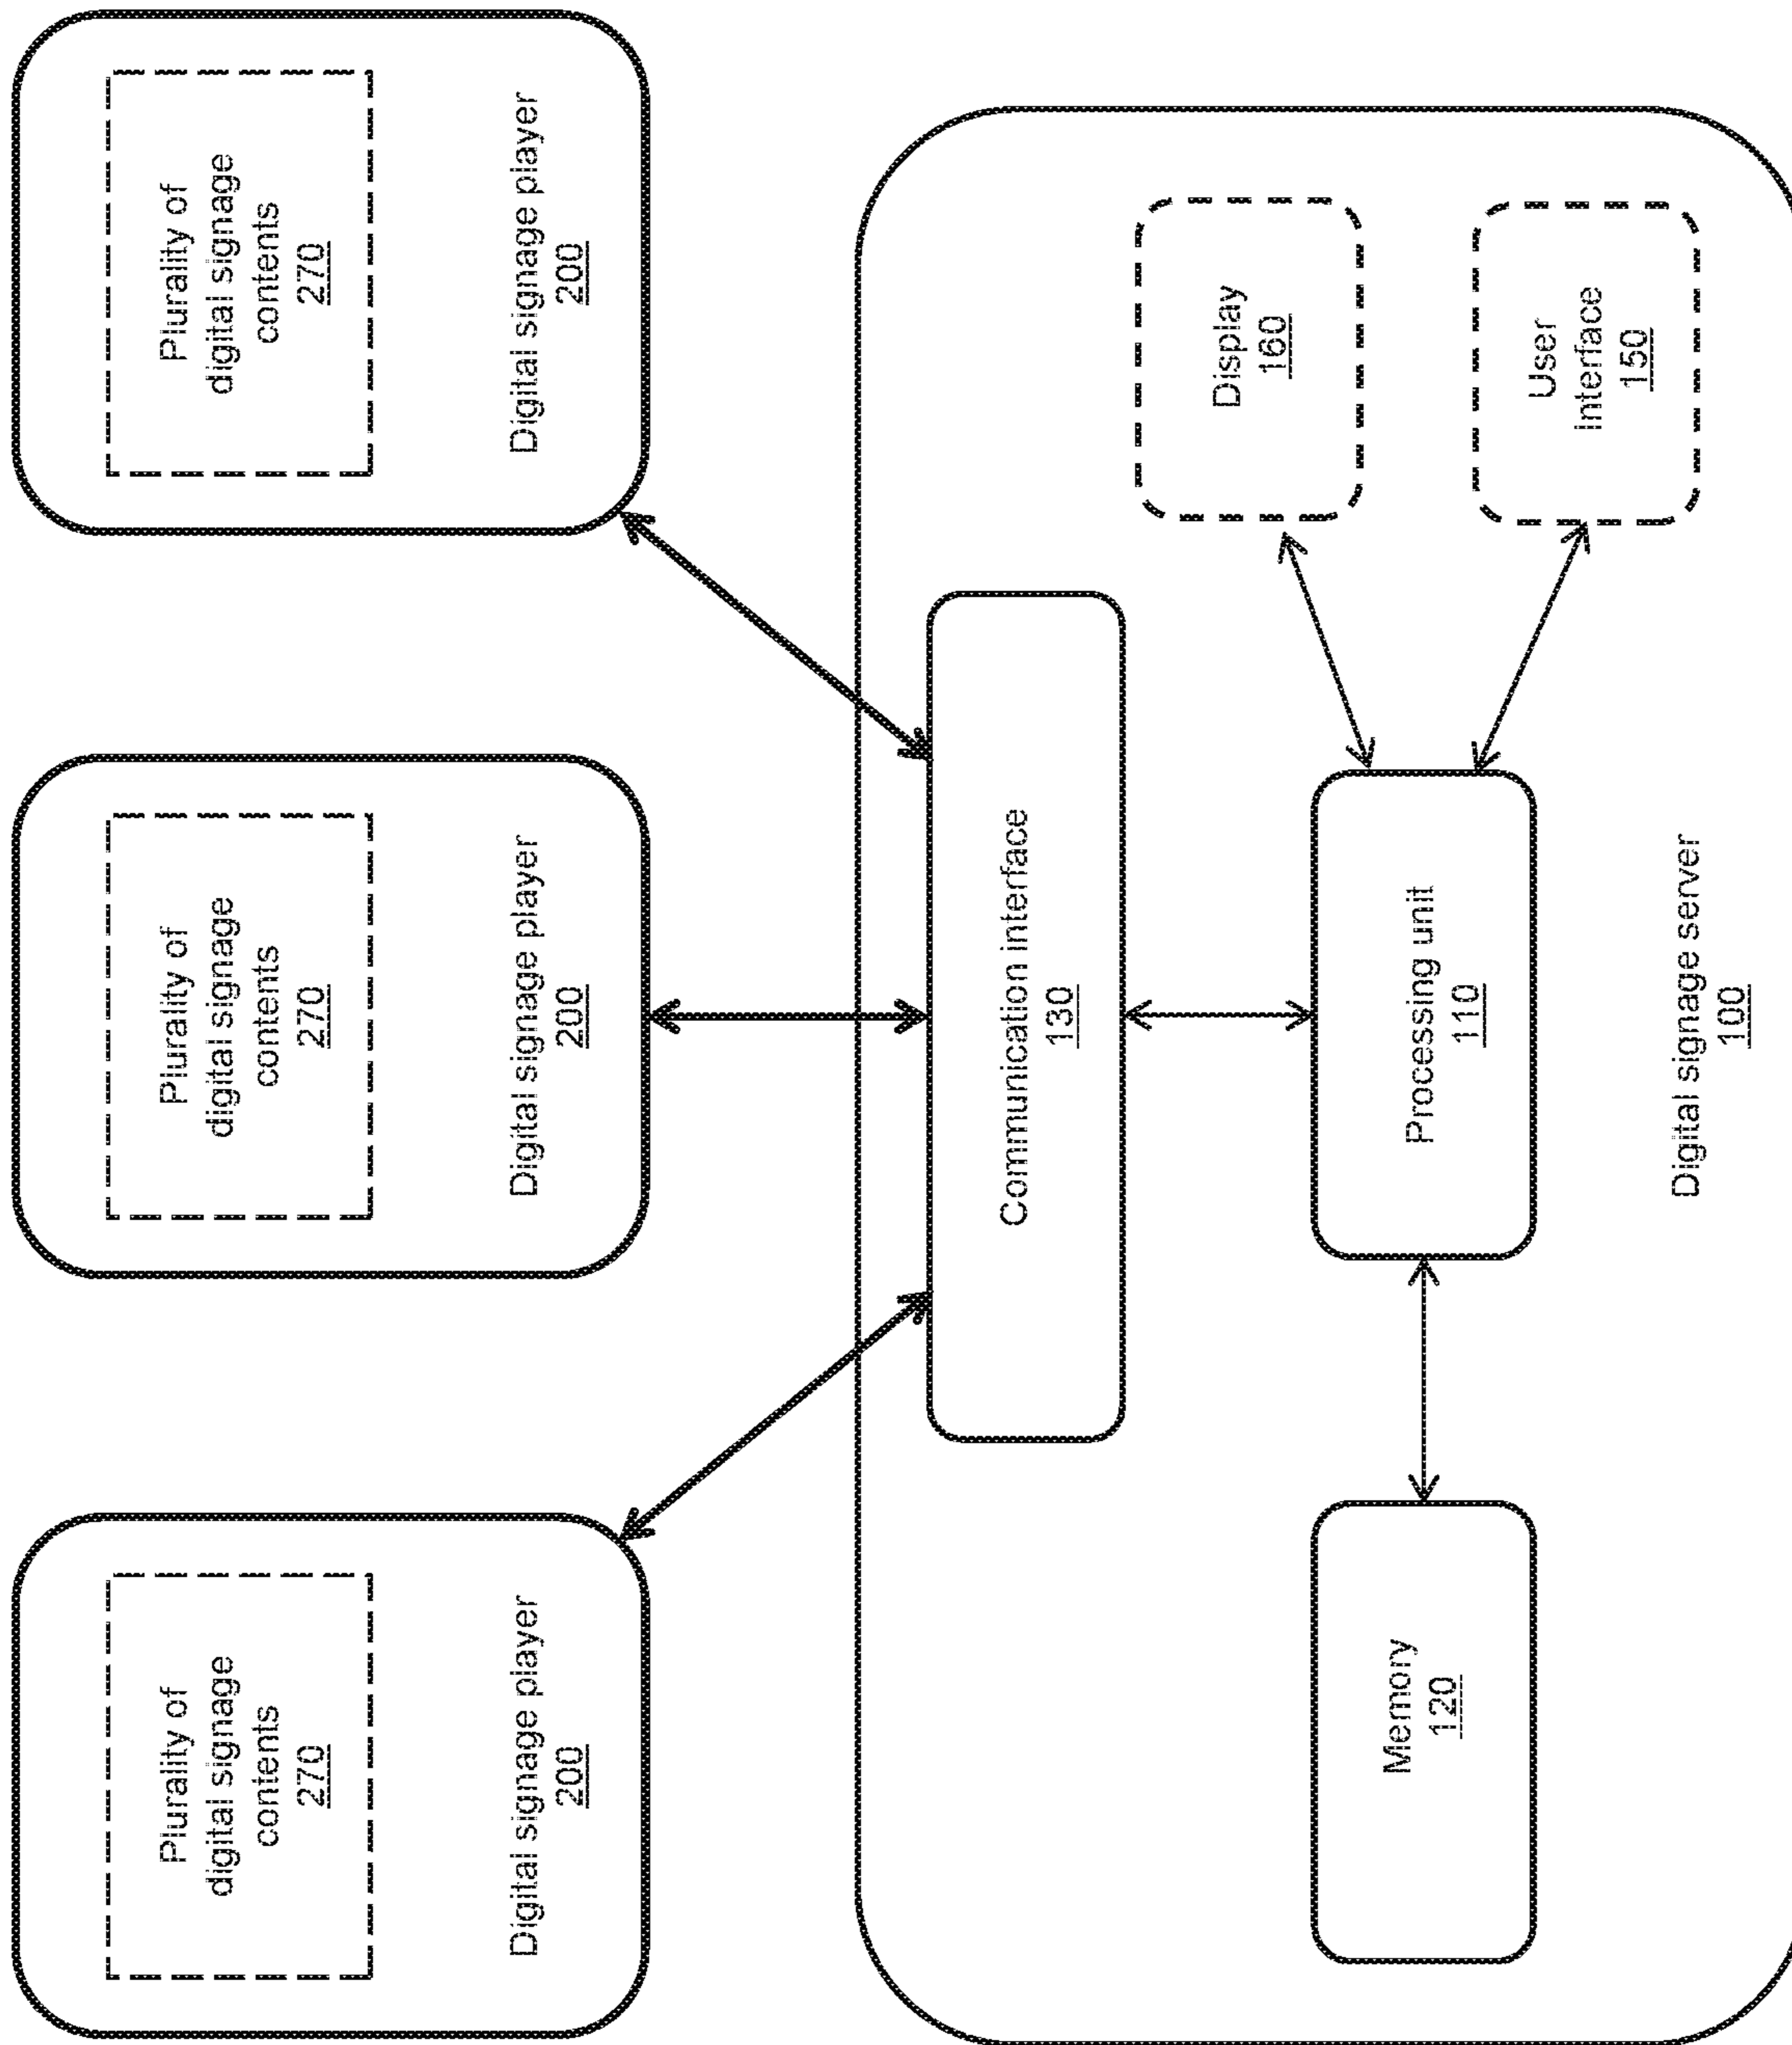 Plurality of
digital signage
contents
270
Digital signage player
200
Plurality of
digital signage
contents
270
Digital signage player
200
Plurality of
digital signage
contents
270
Digital signage player
200
Communication interface
130
Memory
120
Processing unit
110
Display
160
User
interface
150
Digital signage server
100